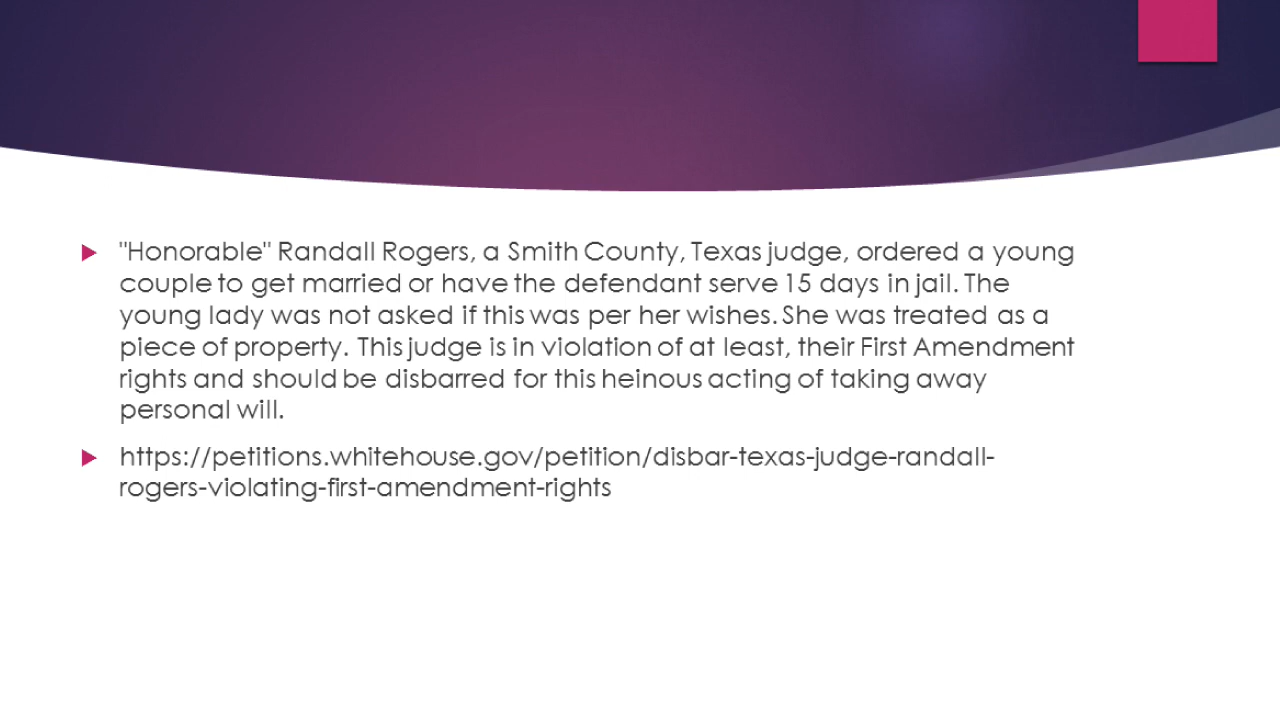 "Honorable" Randall Rogers, a Smith County, Texas judge, ordered a young
couple to get married or have the defendant serve 15 days in jail. The
young lady was not asked if this was per her wishes. She was treated as a
piece of property. This judge is in violation of at least, their First Amendment
rights and should be disbarred for this heinous acting of taking away
personal will.
https://petitions.whitehouse.gov/petition/disbar-texas-judge-randall-
rogers-violating-first-amendment-rights